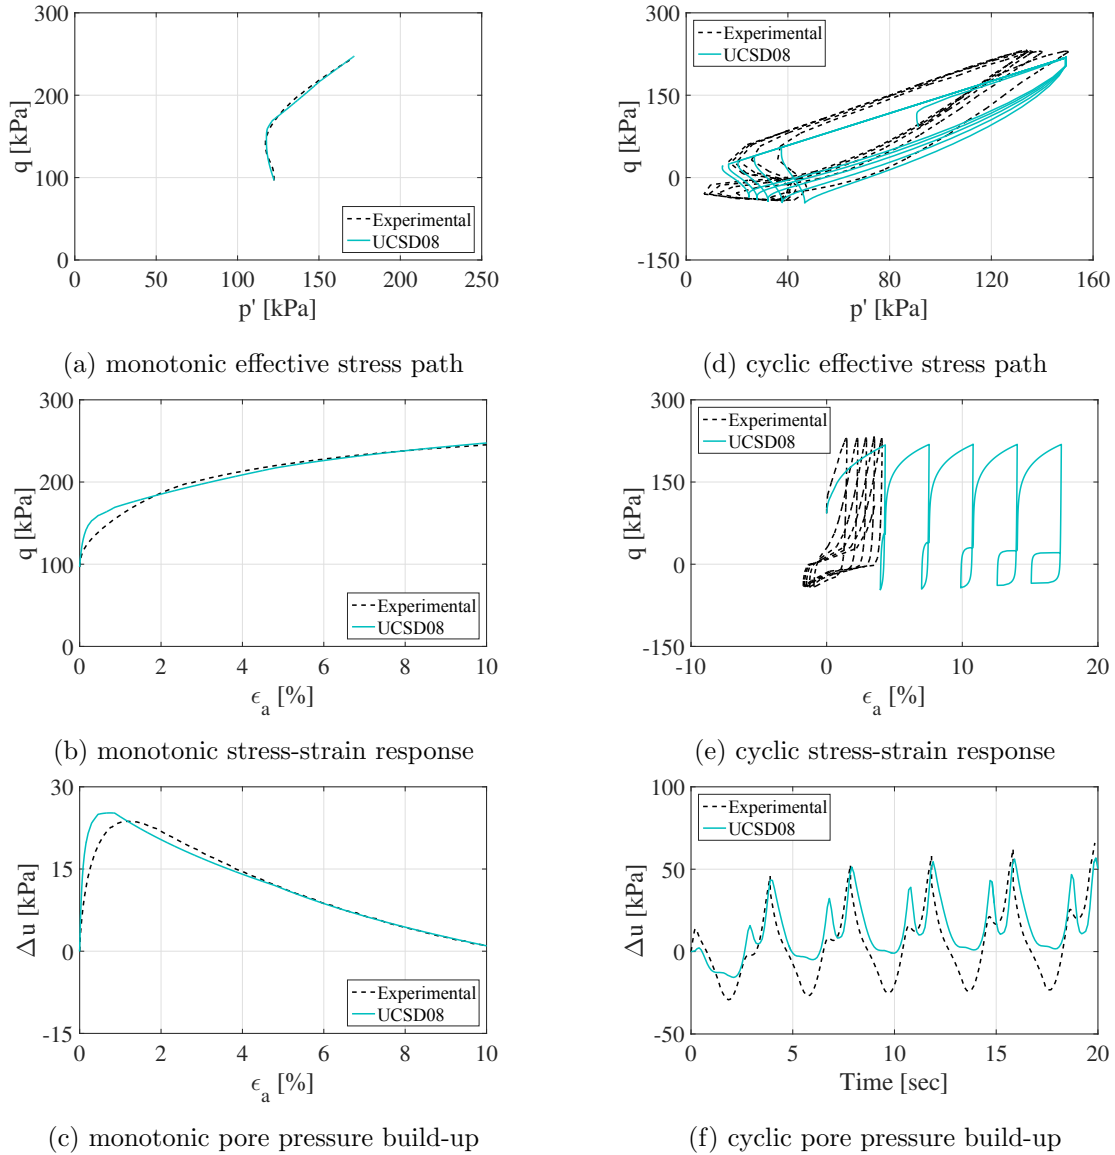 300
200
100
0
q [kPa]
0 50 100 150 200 250
p' [kPa]
Experimental
UCSD08
(a) monotonic effective stress path
300
150
0
-150
q [kPa]
0 40 80 120 160
p' [kPa]
Experimental
UCSD08
(d) cyclic effective stress path
300
200
100
0
q [kPa]
0 2 4 6 8 10
ϵa [%]
Experimental
UCSD08
(b) monotonic stress-strain response
300
150
0
-150
q [kPa]
-10 0 10 20
ϵa [%]
Experimental
UCSD08
(e) cyclic stress-strain response
30
15
0
-15
Δu [kPa]
0 2 4 6 8 10
ϵa [%]
Experimental
UCSD08
(c) monotonic pore pressure build-up
100
50
0
-50
Δu [kPa]
0 5 10 15 20
Time [sec]
Experimental
UCSD08
(f) cyclic pore pressure build-up